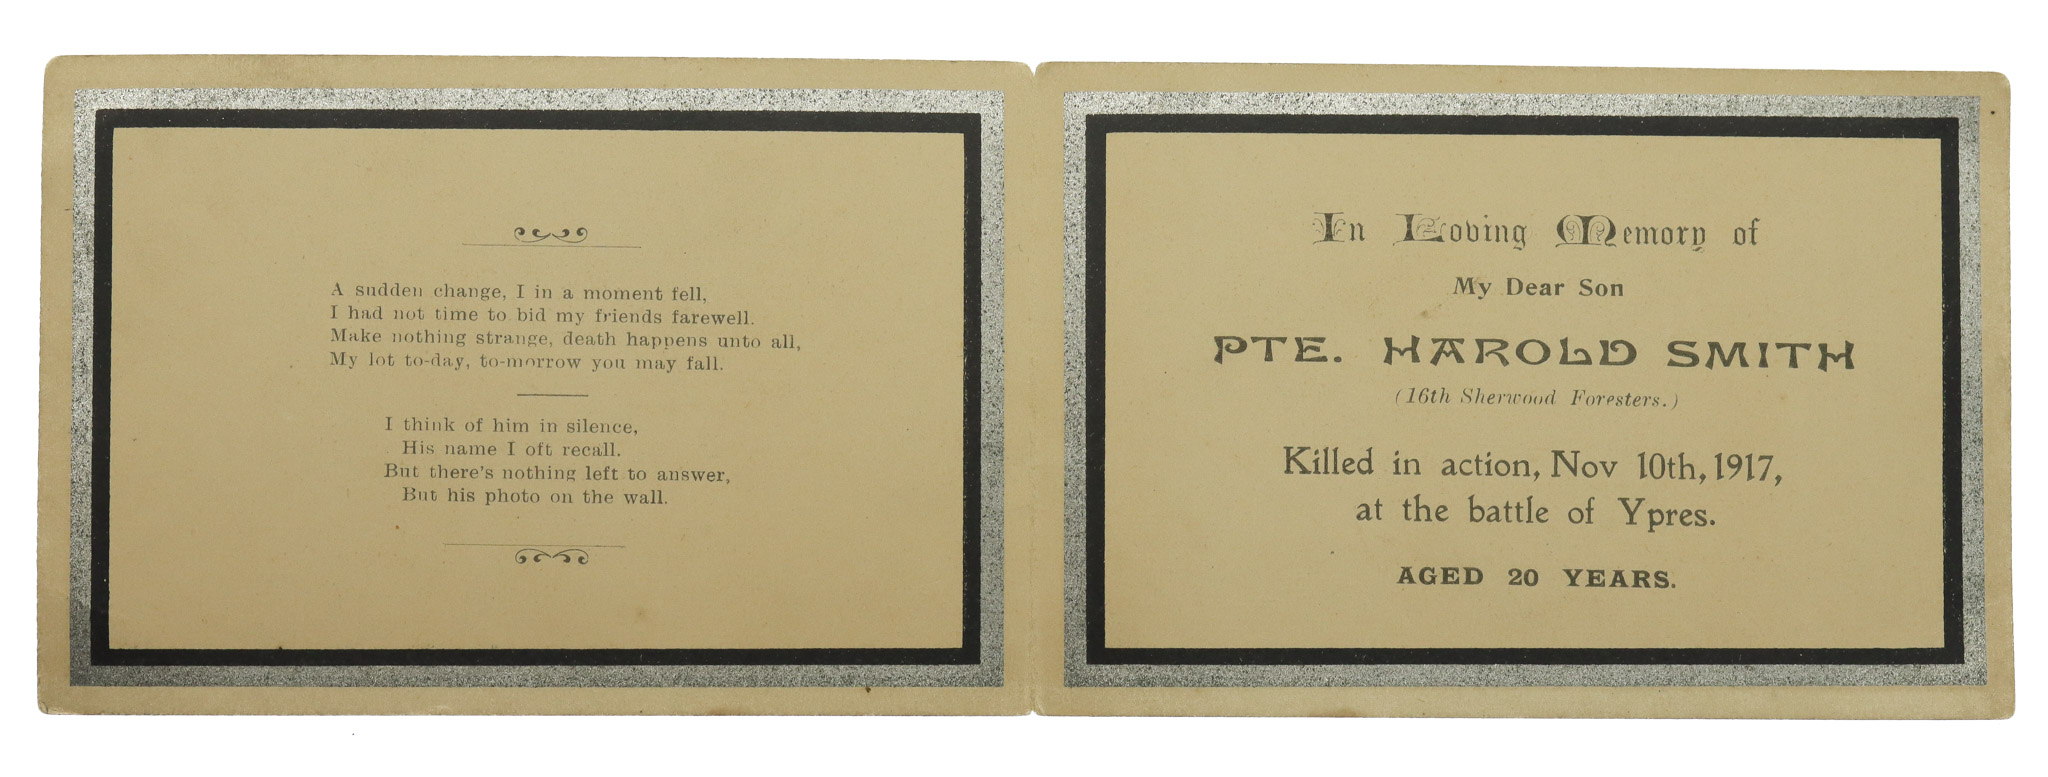 A sudden change, I in a moment fell,
I had not time to bid my friends farewell.
Make nothing strange, death happens unto all,
My lot to-day, to-morrow you may fall.
I think of him in silence,
His name I oft recall.
But there's nothing left to answer,
But his photo on the wall.
In Loving Memory of
My Dear Son
PTE. HAROLD SMITH
(16th Sherwood Foresters.)
Killed in action, Nov 10th, 1917,
at the battle of Ypres.
AGED 20 YEARS.